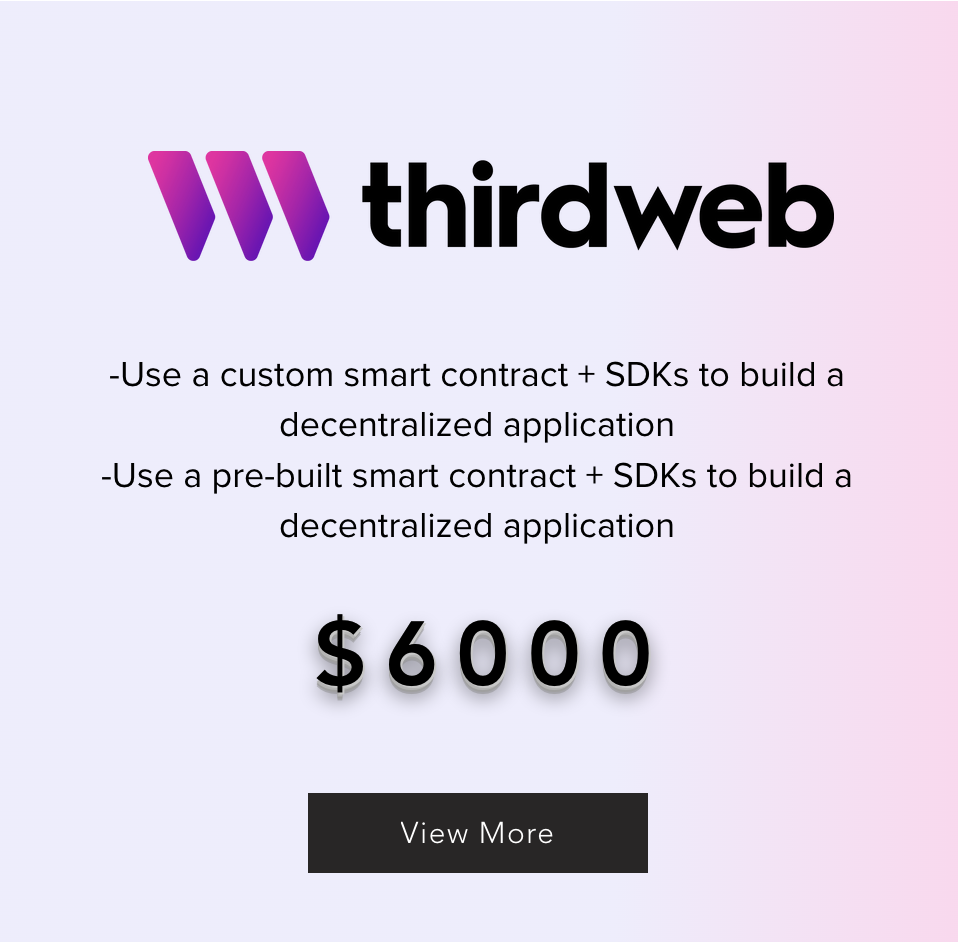 thirdweb
-Use a custom smart contract + SDKs to build a
decentralized application
-Use a pre-built smart contract + SDKs to build a
decentralized application
$6000
View More